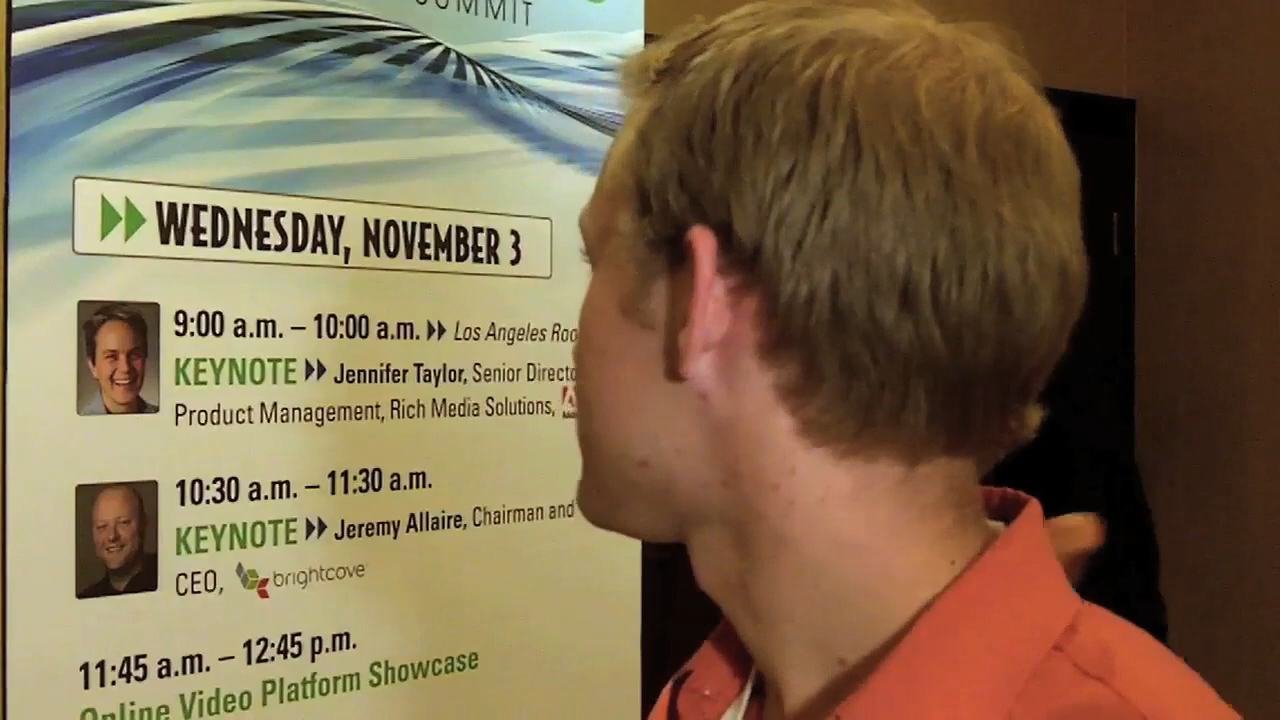 SUMMIT
WEDNESDAY, NOVEMBER 3
9:00 a.m. – 10:00 a.m. Los Angeles
KEYNOTE Jennifer Taylor, Senior
Product Management, Rich Media Solutions,
10:30 a.m. – 11:30 a.m.
KEYNOTE Jeremy Allaire, Chairman and
CEO, brightcove
11:45 a.m. – 12:45 p.m.
Online Video Platform Showcase